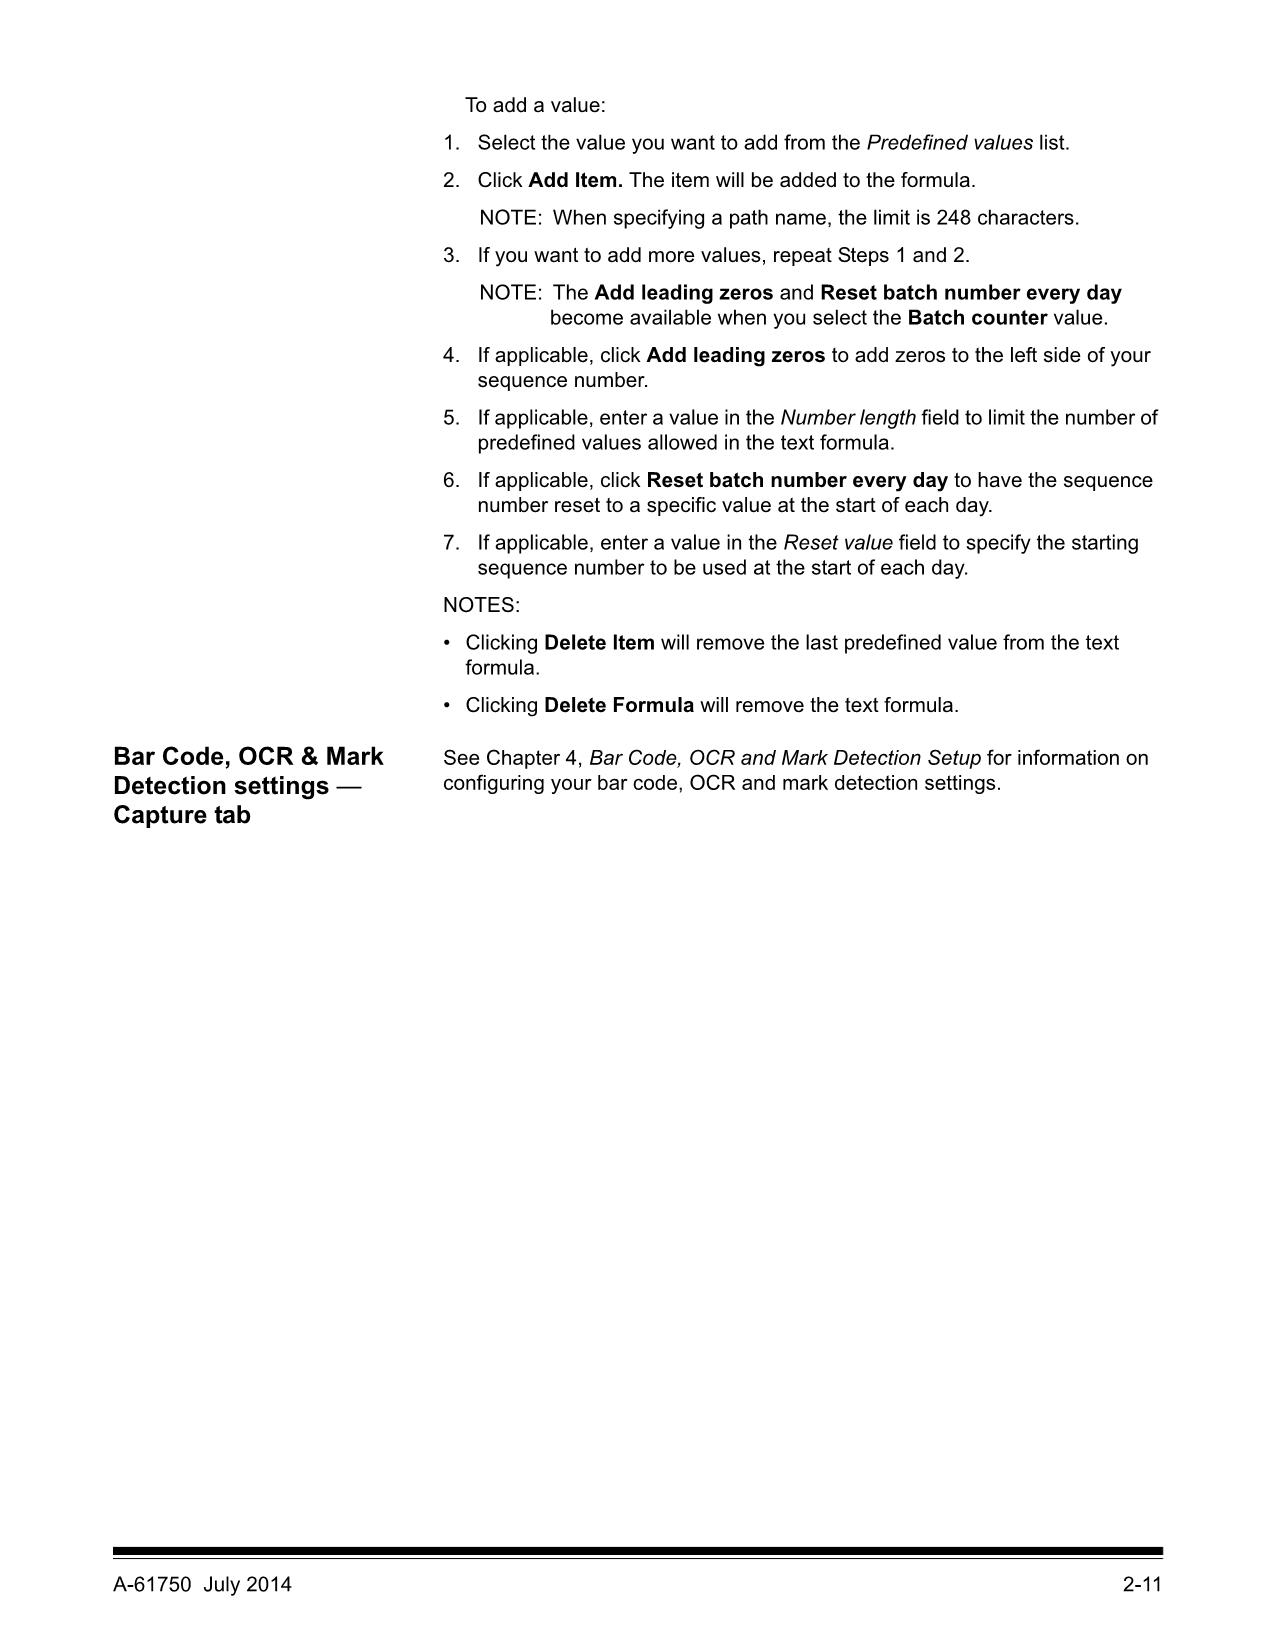 To add a value:
1. Select the value you want to add from the Predefined values list.
2. Click Add Item. The item will be added to the formula.
NOTE: When specifying a path name, the limit is 248 characters.
3. If you want to add more values, repeat Steps 1 and 2.
NOTE: The Add leading zeros and Reset batch number every day
become available when you select the Batch counter value.
4. If applicable, click Add leading zeros to add zeros to the left side of your
sequence number.
5. If applicable, enter a value in the Number length field to limit the number of
predefined values allowed in the text formula.
6. If applicable, click Reset batch number every day to have the sequence
number reset to a specific value at the start of each day.
7. If applicable, enter a value in the Reset value field to specify the starting
sequence number to be used at the start of each day.
NOTES:
• Clicking Delete Item will remove the last predefined value from the text
formula.
• Clicking Delete Formula will remove the text formula.
Bar Code, OCR & Mark
Detection settings —
Capture tab
See Chapter 4, Bar Code, OCR and Mark Detection Setup for information on
configuring your bar code, OCR and mark detection settings.
A-61750 July 2014
2-11